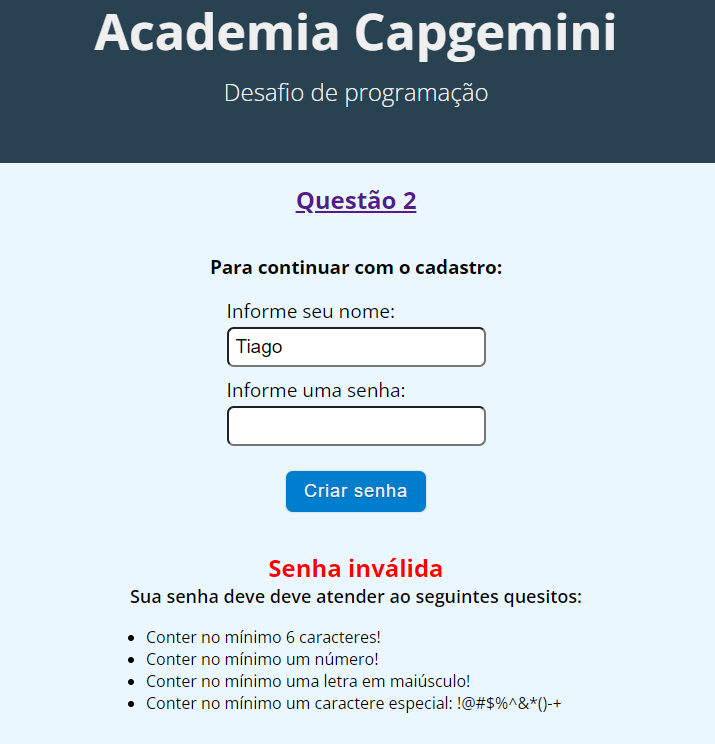 Academia Capgemini
Desafio de programação
Questão 2
Para continuar com o cadastro:
Informe seu nome:
Tiago
Informe uma senha:
Criar senha
Senha inválida
Sua senha deve deve atender ao seguintes quesitos:
Conter no mínimo 6 caracteres!
Conter no mínimo um número!
Conter no mínimo uma letra em maiúsculo!
Conter no mínimo um caractere especial: !@#$%^&*()-+